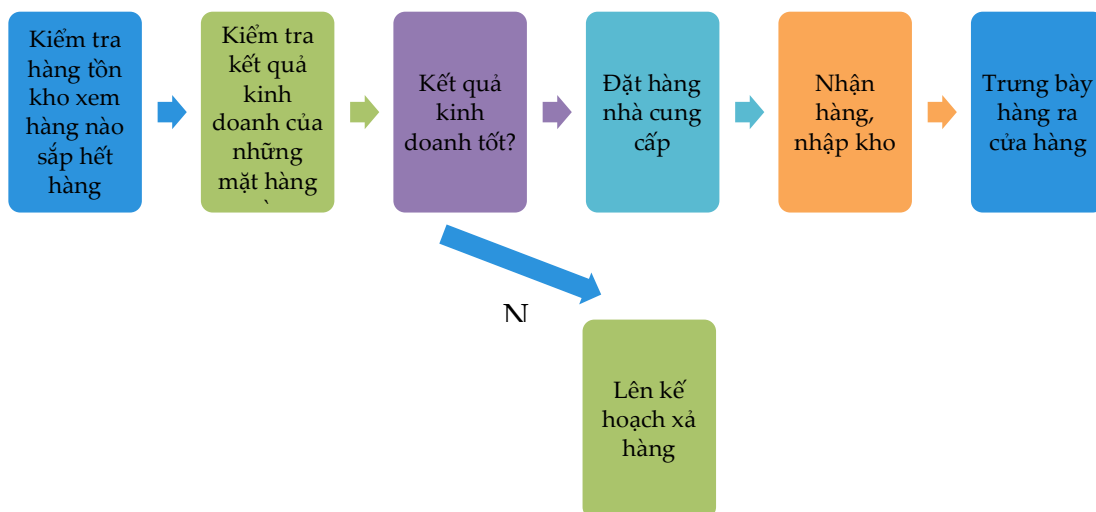 Kiểm tra
hàng tồn
kho xem
hàng nào
sắp hết
hàng
Kiểm tra
kết quả
kinh
doanh của
những
mặt hàng
Kết quả
kinh
doanh tốt?
Đặt hàng
nhà cung
cấp
Nhận
hàng,
nhập kho
Trưng bày
hàng ra
cửa hàng
N
Lên kế
hoạch xả
hàng